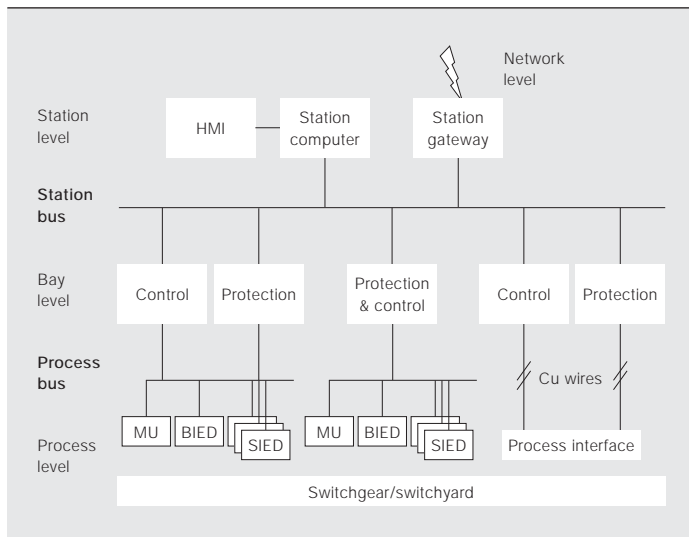 Network
level
Station
level
HMI
Station
computer
Station
gateway
Station
bus
Bay
level
Control
Protection
Protection
& control
Control
Protection
Process
bus
Cu wires
MU
BIED
SIED
MU
BIED
SIED
Process interface
Process
level
Switchgear/switchyard